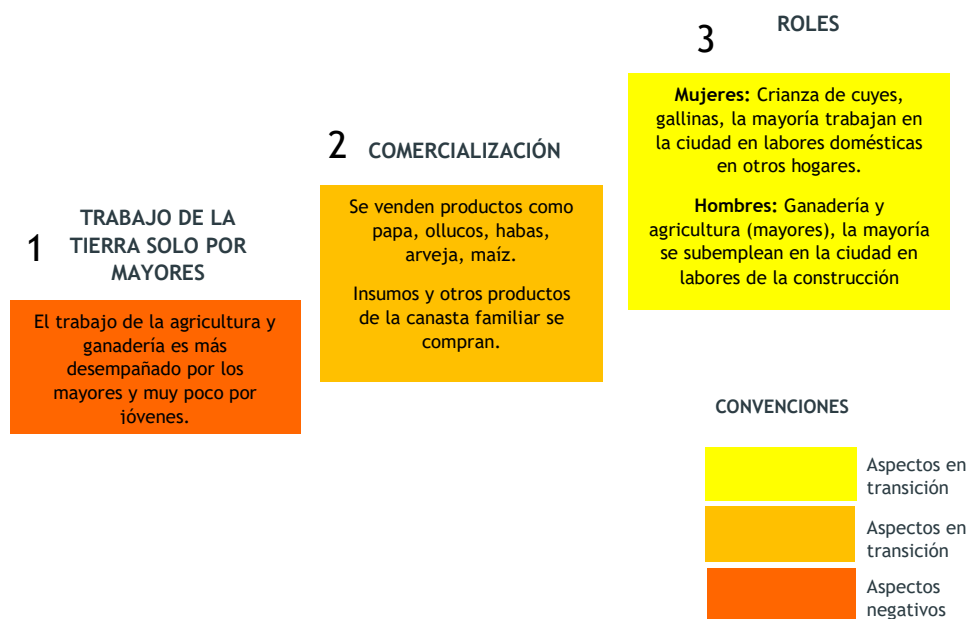 1
TRABAJO DE LA
TIERRA SOLO POR
MAYORES
El trabajo de la agricultura y
ganadería es más
desempañado por los
mayores y muy poco por
jóvenes.
2
COMERCIALIZACIÓN
Se venden productos como
papa, ollucos, habas,
arveja, maíz.
Insumos y otros productos
de la canasta familiar se
compran.
3
ROLES
Mujeres: Crianza de cuyes,
gallinas, la mayoría trabajan en
la ciudad en labores domésticas
en otros hogares.
Hombres: Ganadería y
agricultura (mayores), la mayoría
se subemplean en la ciudad en
labores de la construcción
CONVENCIONES
Aspectos en
transición
Aspectos en
transición
Aspectos
negativos